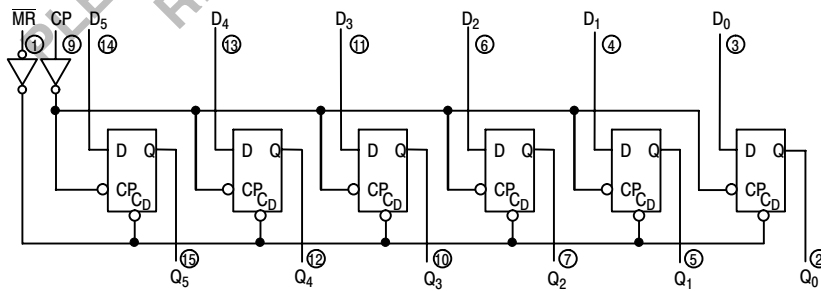 MR CP D5 D4 D3 D2 D1 D0
1 9 14 13 11 6 4 3
D Q D Q D Q D Q D Q D Q
CP CP CP CP CP CP
CD CD CD CD CD CD
15 12 10 7 5 2
Q5 Q4 Q3 Q2 Q1 Q0